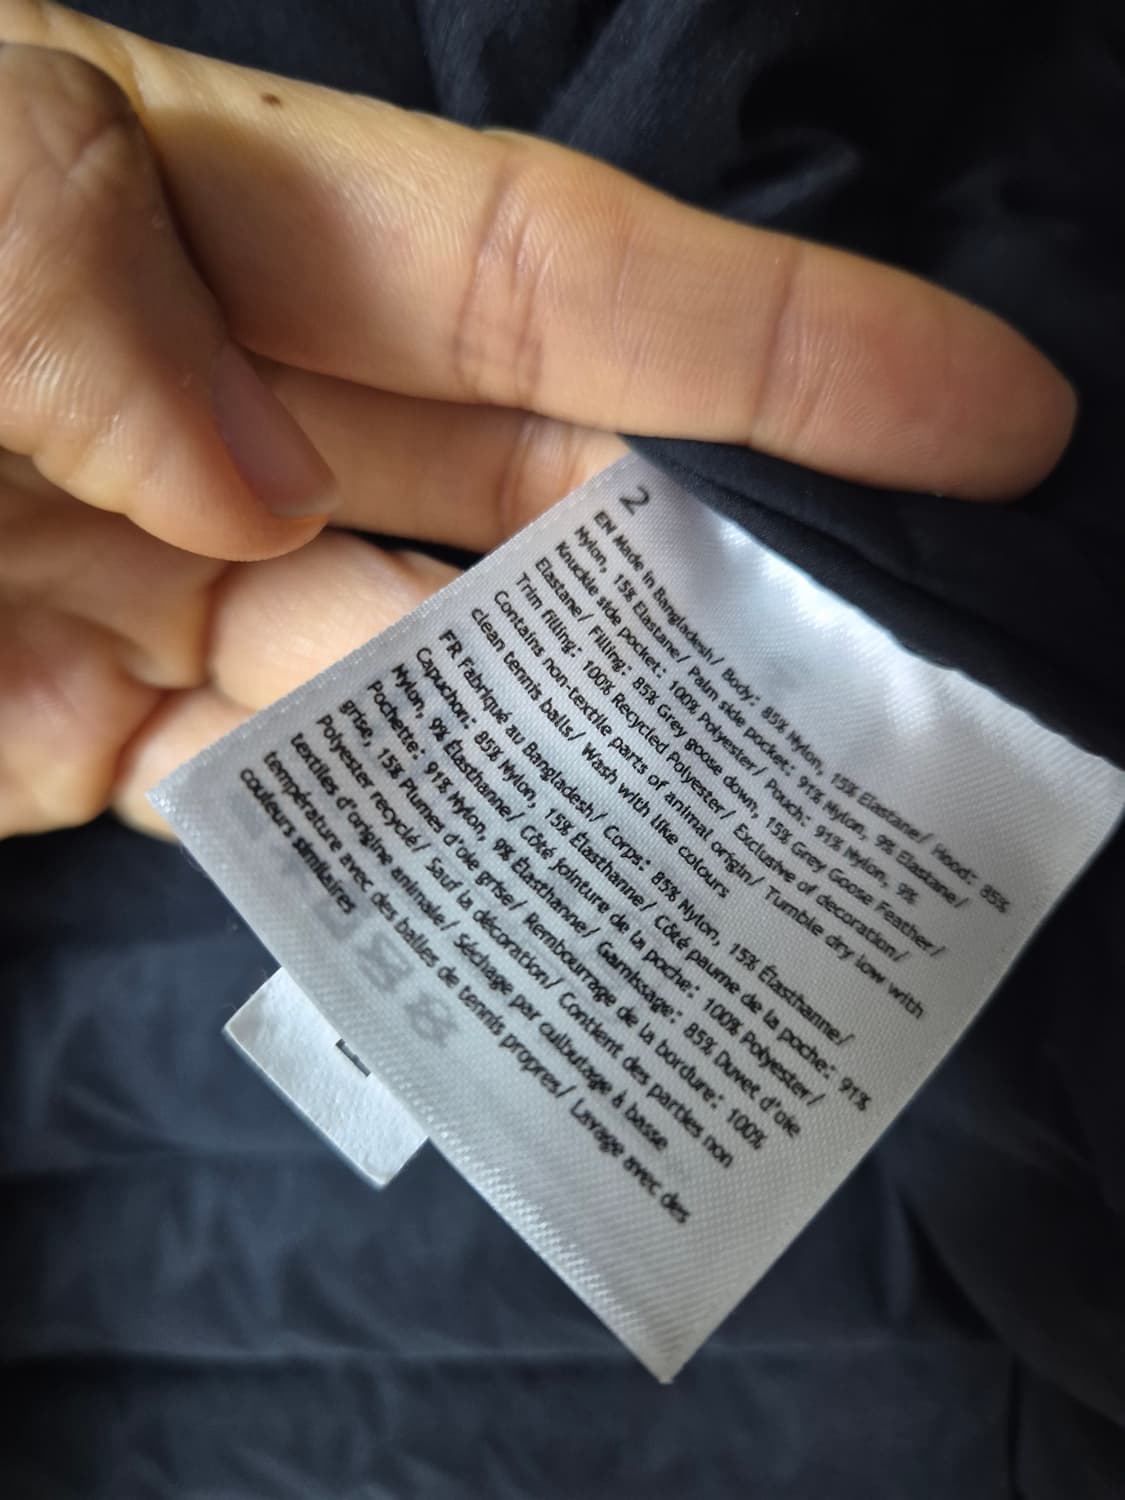 2
EN Made in Bangladesh/ Body: 85% Nylon, 15% Elastane/ Hood: 85%
Nylon, 15% Elastane/ Palm side pocket: 91% Nylon, 9% Elastane/
Knuckle side pocket: 100% Polyester/ Pouch: 91% Nylon, 9%
Elastane/ Filling: 85% Grey goose down, 15% Grey Goose Feather/
Trim filling: 100% Recycled Polyester/ Exclusive of decoration/
Contains non-textile parts of animal origin/ Tumble dry low with
clean tennis balls/ Wash with like colours
FR Fabriqué au Bangladesh/ Corps: 85% Nylon, 15% Élasthanne/
Capuchon: 85% Nylon, 15% Élasthanne/ Côté paume de la poche: 91%
Nylon, 9% Élasthanne/ Côté jointure de la poche: 100% Polyester/
Pochette: 91% Nylon, 9% Élasthanne/ Garnissage: 85% Duvet d'oie
grise, 15% Plumes d'oie grise/ Rembourrage de la bordure: 100%
Polyester recyclé/ Sauf la décoration/ Contient des parties non
textiles d'origine animale/ Séchage par culbutage à basse
température avec des balles de tennis propres/ Lavage avec des
couleurs similaires